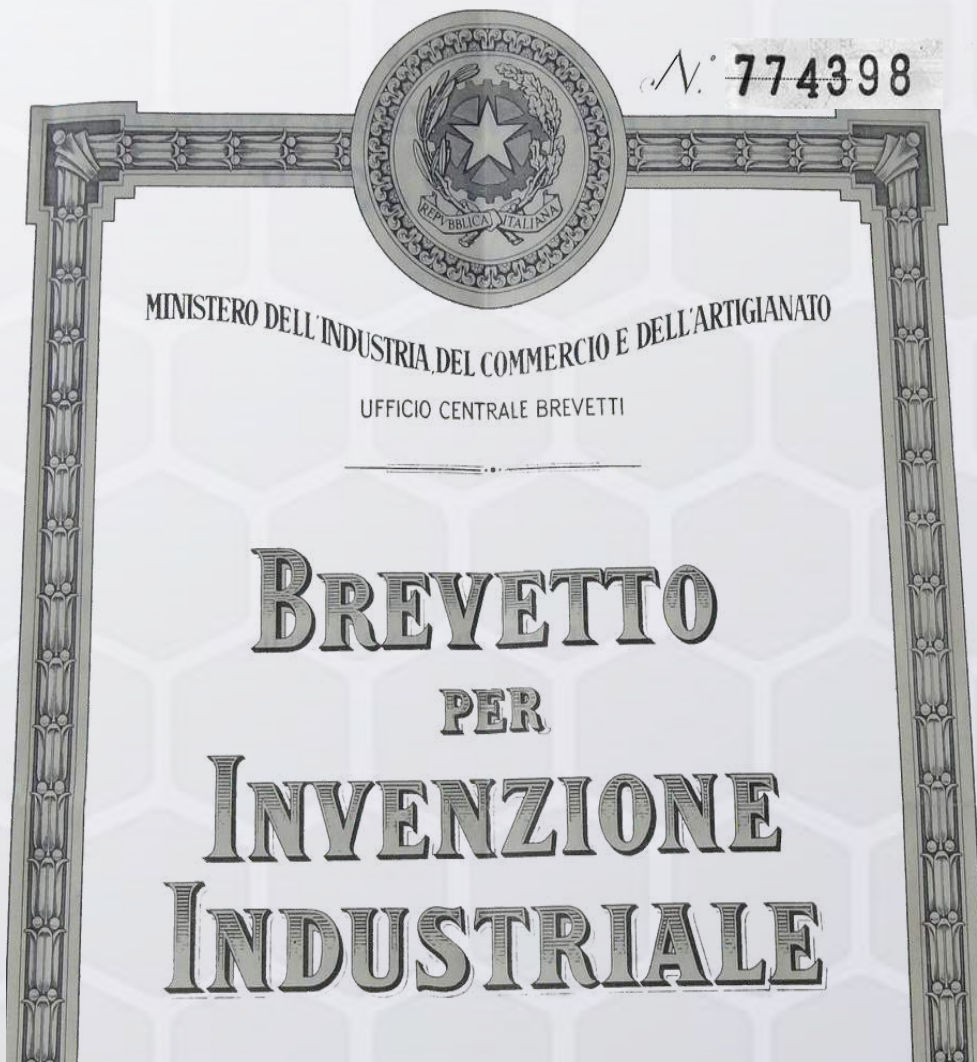 N. 774398
REPVBBLICA ITALIANA
MINISTERO DELL'INDUSTRIA, DEL COMMERCIO E DELL'ARTIGIANATO
UFFICIO CENTRALE BREVETTI
BREVETTO
PER
INVENZIONE
INDUSTRIALE